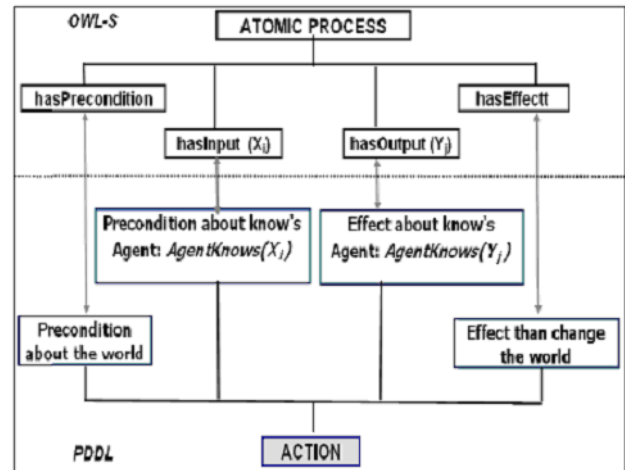 OWL-S
ATOMIC PROCESS
hasPrecondition
hasEffectt
hasInput (Xi)
hasOutput (Yj)
Precondition about know's
Agent: AgentKnows(Xi)
Effect about know's
Agent: AgentKnows(Yj)
Precondition
about the world
Effect than change
the world
ACTION
PDDL